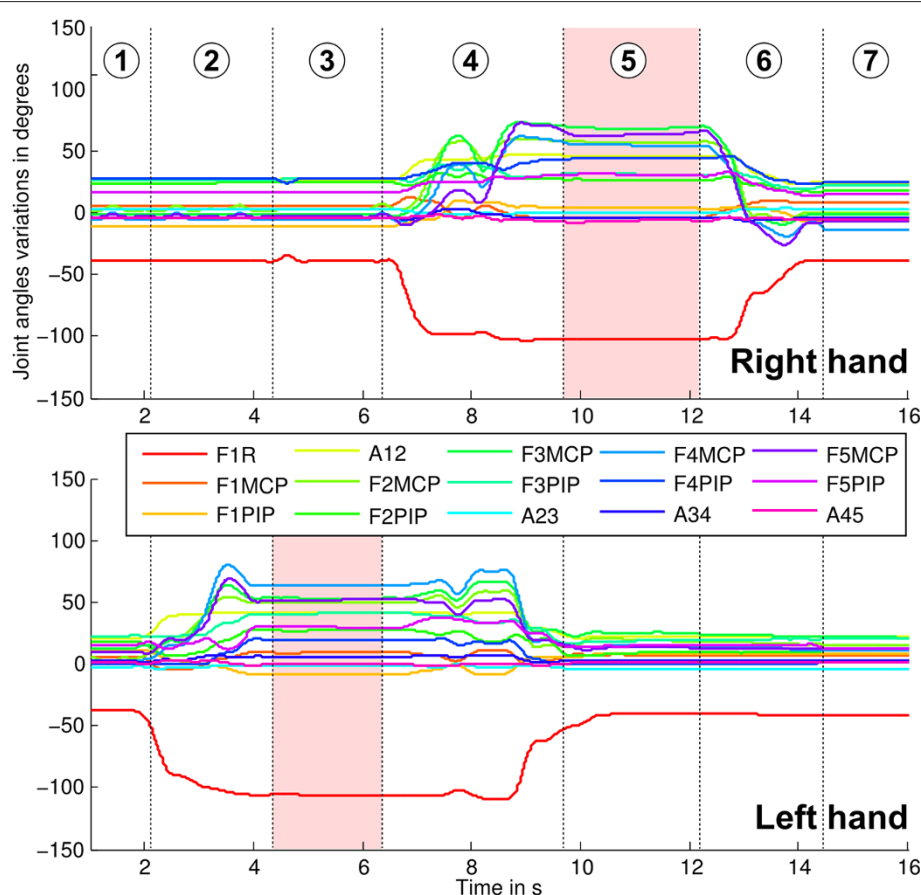 Joint angles variations in degrees
150
100
50
0
−50
−100
−150
1 2 3 4 5 6 7
Right hand
2 4 6 8 10 12 14 16
F1R A12 F3MCP F4MCP F5MCP
F1MCP F2MCP F3PIP F4PIP F5PIP
F1PIP F2PIP A23 A34 A45
150
100
50
0
−50
−100
−150
Left hand
2 4 6 8 10 12 14 16
Time in s